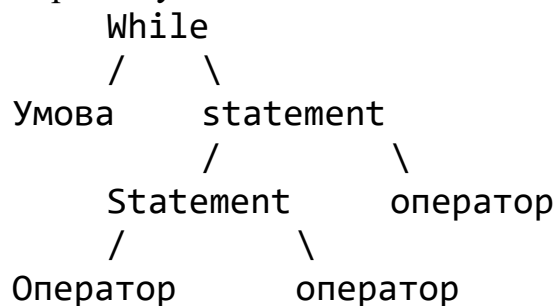 While
/ \
Умова statement
/ \
Statement оператор
/ \
Оператор оператор